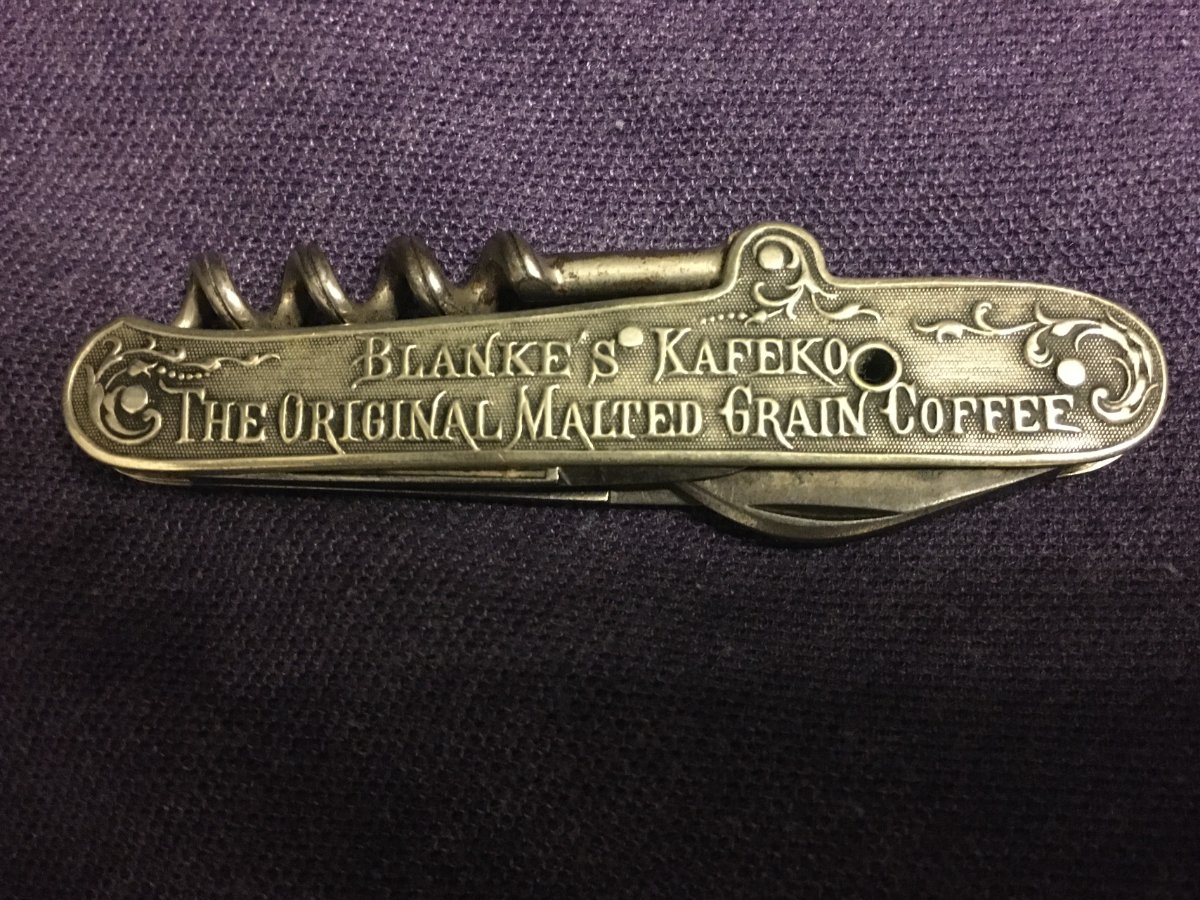 BLANKE'S KAFEKO
THE ORIGINAL MALTED GRAIN COFFEE